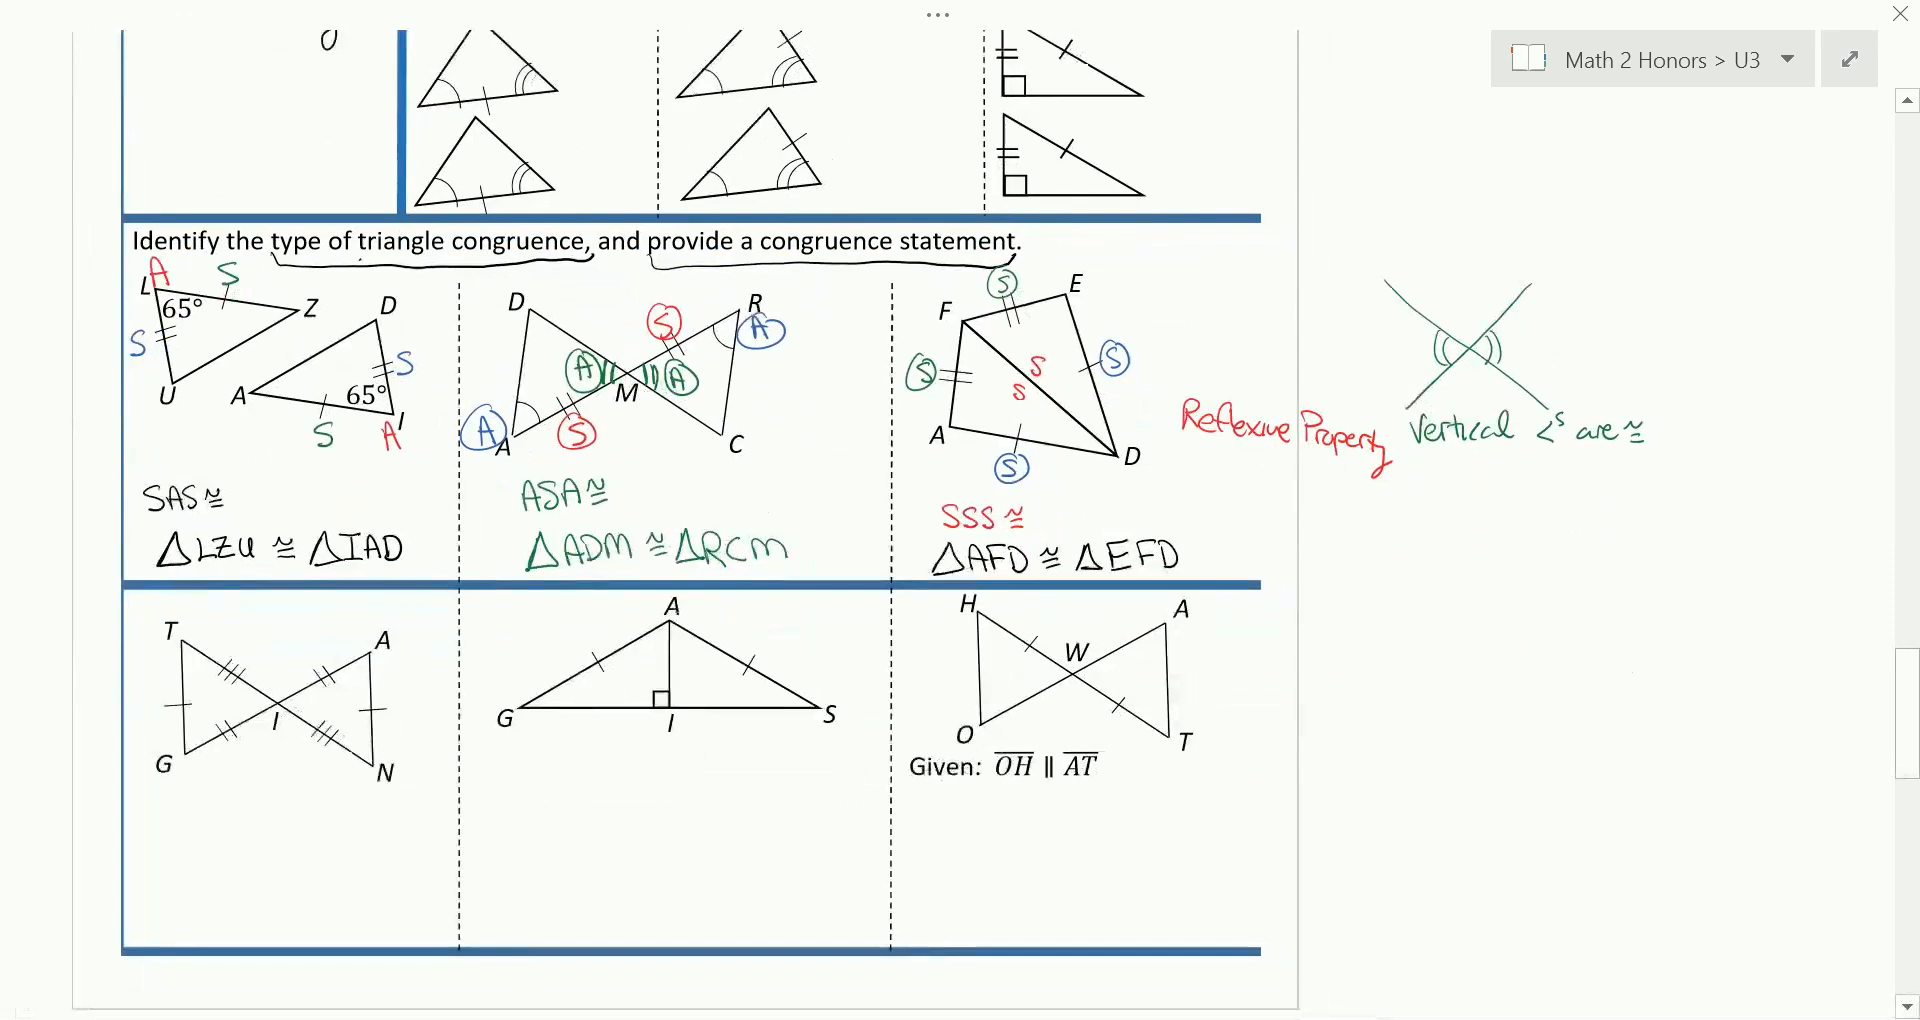 Math 2 Honors > U3
Identify the type of triangle congruence, and provide a congruence statement.
L A S 65° Z S U
D S A 65° I S A
D R S A A A M A S A C
S E F S S S S A D S
Reflexive Property
Vertical <s are ≅
SAS ≅
△LZU ≅ △IAD
ASA ≅
△ADM ≅ △RCM
SSS ≅
△AFD ≅ △EFD
T A I G N
A G I S
H A W O T
Given: OH ∥ AT